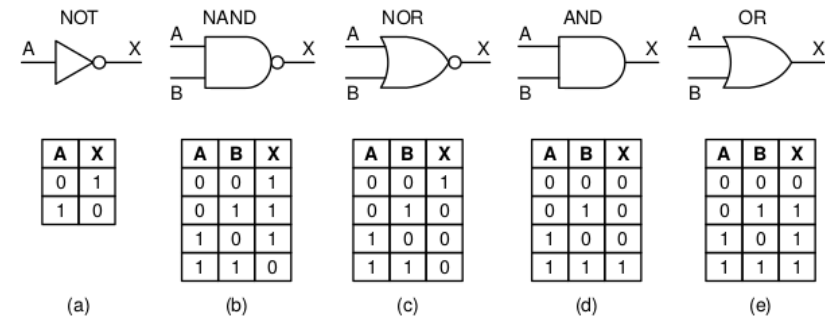 NOT
A X
A X
0 1
1 0
(a)
NAND
A
X
B
A B X
0 0 1
0 1 1
1 0 1
1 1 0
(b)
NOR
A
X
B
A B X
0 0 1
0 1 0
1 0 0
1 1 0
(c)
AND
A
X
B
A B X
0 0 0
0 1 0
1 0 0
1 1 1
(d)
OR
A
X
B
A B X
0 0 0
0 1 1
1 0 1
1 1 1
(e)